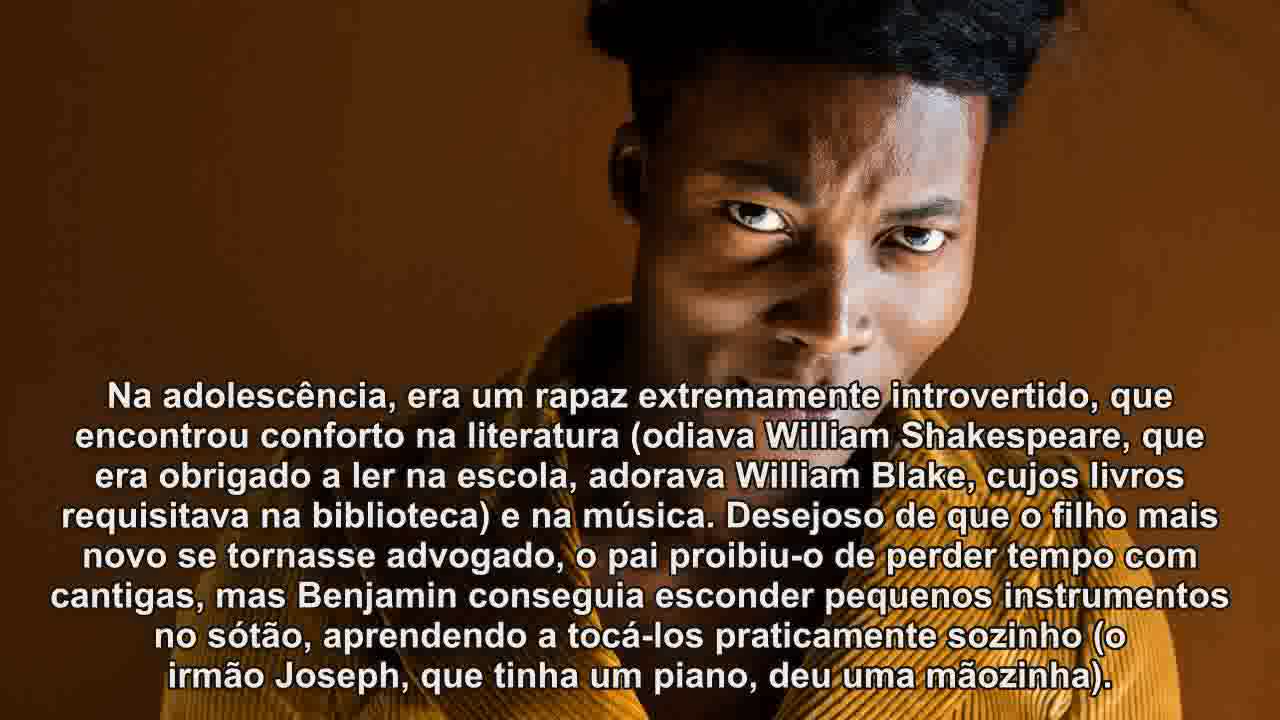 Na adolescência, era um rapaz extremamente introvertido, que
encontrou conforto na literatura (odiava William Shakespeare, que
era obrigado a ler na escola, adorava William Blake, cujos livros
requisitava na biblioteca) e na música. Desejoso de que o filho mais
novo se tornasse advogado, o pai proibiu-o de perder tempo com
cantigas, mas Benjamin conseguia esconder pequenos instrumentos
no sótão, aprendendo a tocá-los praticamente sozinho (o
irmão Joseph, que tinha um piano, deu uma mãozinha).